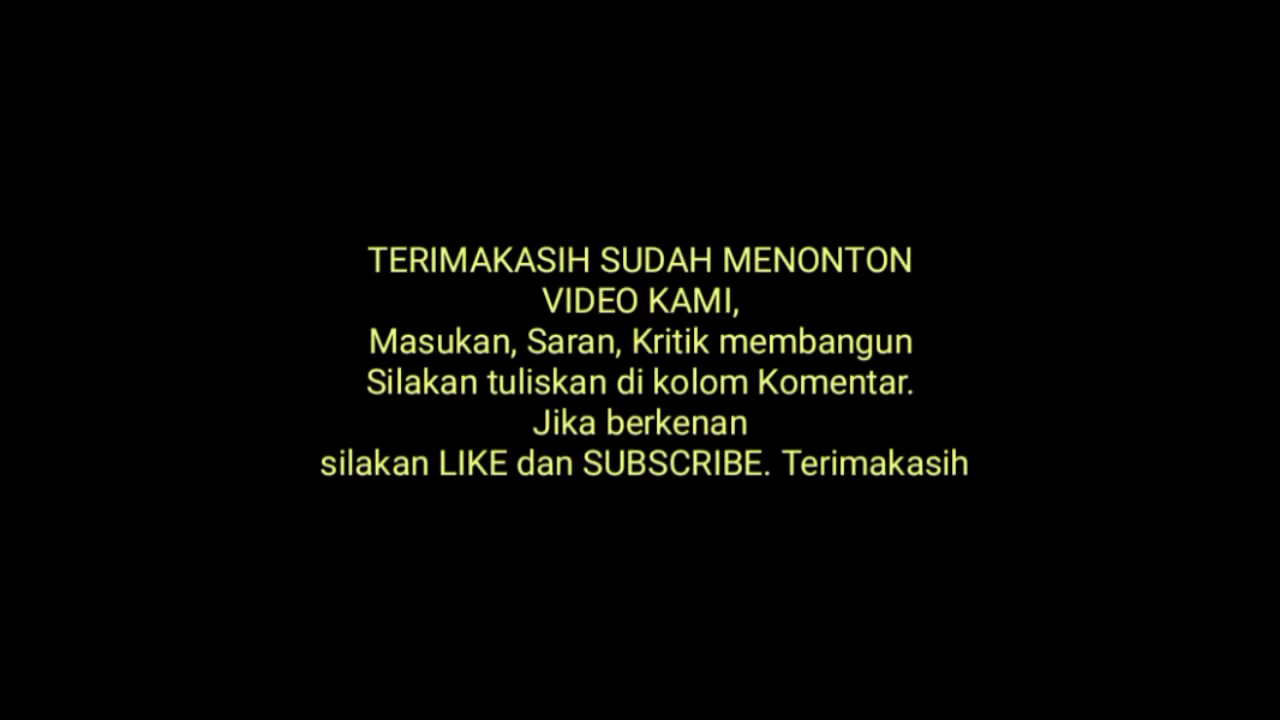 TERIMAKASIH SUDAH MENONTON
VIDEO KAMI,
Masukan, Saran, Kritik membangun
Silakan tuliskan di kolom Komentar.
Jika berkenan
silakan LIKE dan SUBSCRIBE. Terimakasih